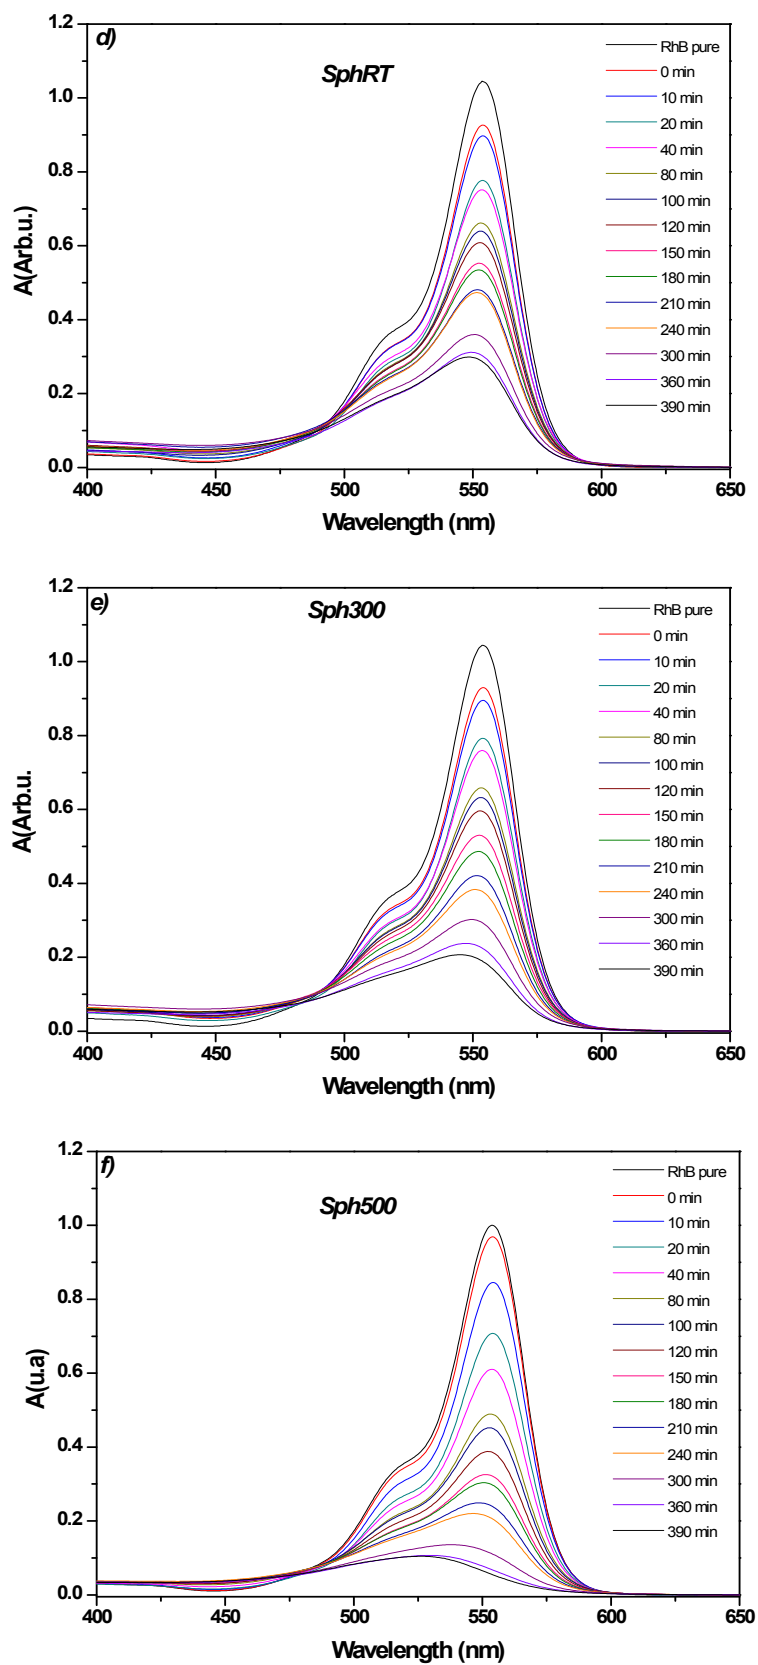 d)
SphRT
RhB pure
0 min
10 min
20 min
40 min
80 min
100 min
120 min
150 min
180 min
210 min
240 min
300 min
360 min
390 min
A(Arb.u.)
1.2
1.0
0.8
0.6
0.4
0.2
0.0
400 450 500 550 600 650
Wavelength (nm)
e)
Sph300
RhB pure
0 min
10 min
20 min
40 min
80 min
100 min
120 min
150 min
180 min
210 min
240 min
300 min
360 min
390 min
A(Arb.u.
1.2
1.0
0.8
0.6
0.4
0.2
0.0
400 450 500 550 600 650
Wavelength (nm)
f)
Sph500
RhB pure
0 min
10 min
20 min
40 min
80 min
100 min
120 min
150 min
180 min
210 min
240 min
300 min
360 min
390 min
A(u.a)
1.2
1.0
0.8
0.6
0.4
0.2
0.0
400 450 500 550 600 650
Wavelength (nm)